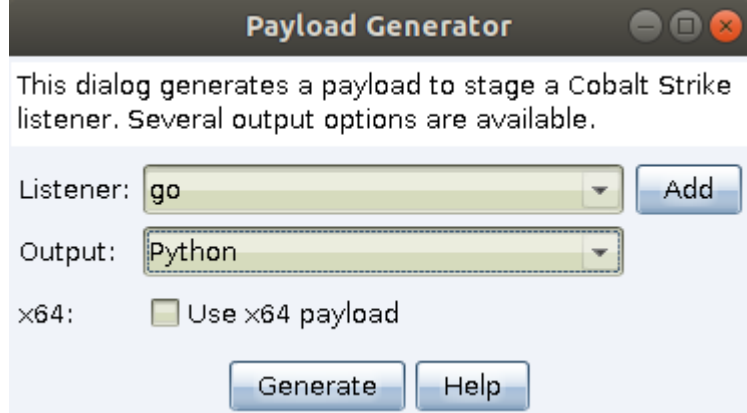 Payload Generator
This dialog generates a payload to stage a Cobalt Strike
listener. Several output options are available.
Listener: go Add
Output: Python
x64: Use x64 payload
Generate Help